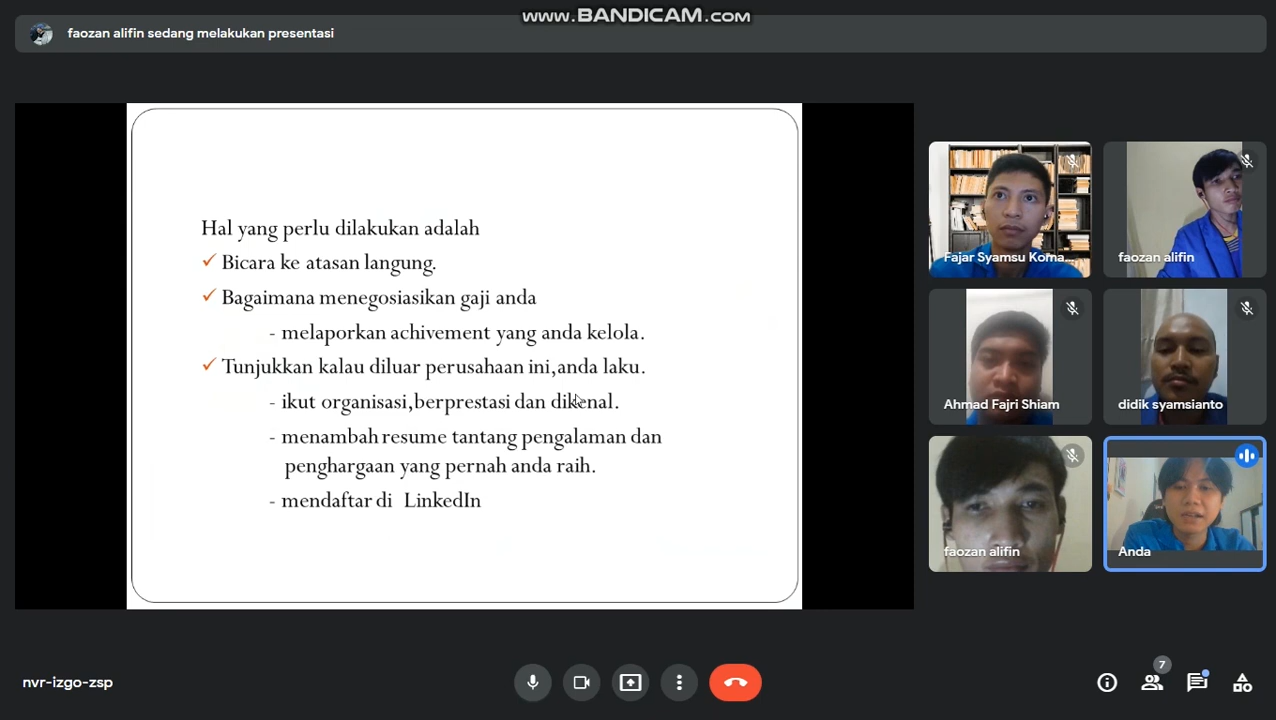 WWW.BANDICAM.COM
faozan alifin sedang melakukan presentasi
Hal yang perlu dilakukan adalah
✓ Bicara ke atasan langung.
✓ Bagaimana menegosiasikan gaji anda
- melaporkan achivement yang anda kelola.
✓ Tunjukkan kalau diluar perusahaan ini,anda laku.
- ikut organisasi,berprestasi dan dikenal.
- menambah resume tantang pengalaman dan
penghargaan yang pernah anda raih.
- mendaftar di LinkedIn
Fajar Syamsu Koma...
faozan alifin
Ahmad Fajri Shiam
didik syamsianto
faozan alifin
Anda
nvr-izgo-zsp
7